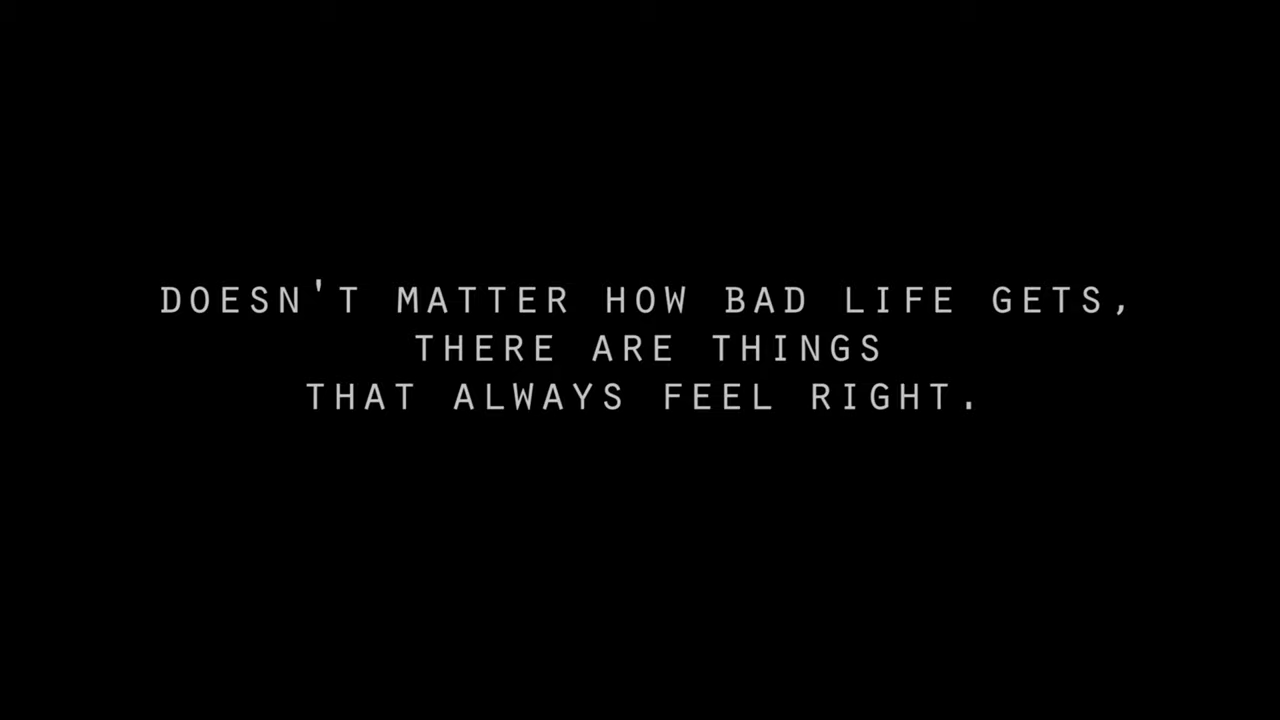 DOESN'T MATTER HOW BAD LIFE GETS,
THERE ARE THINGS
THAT ALWAYS FEEL RIGHT.